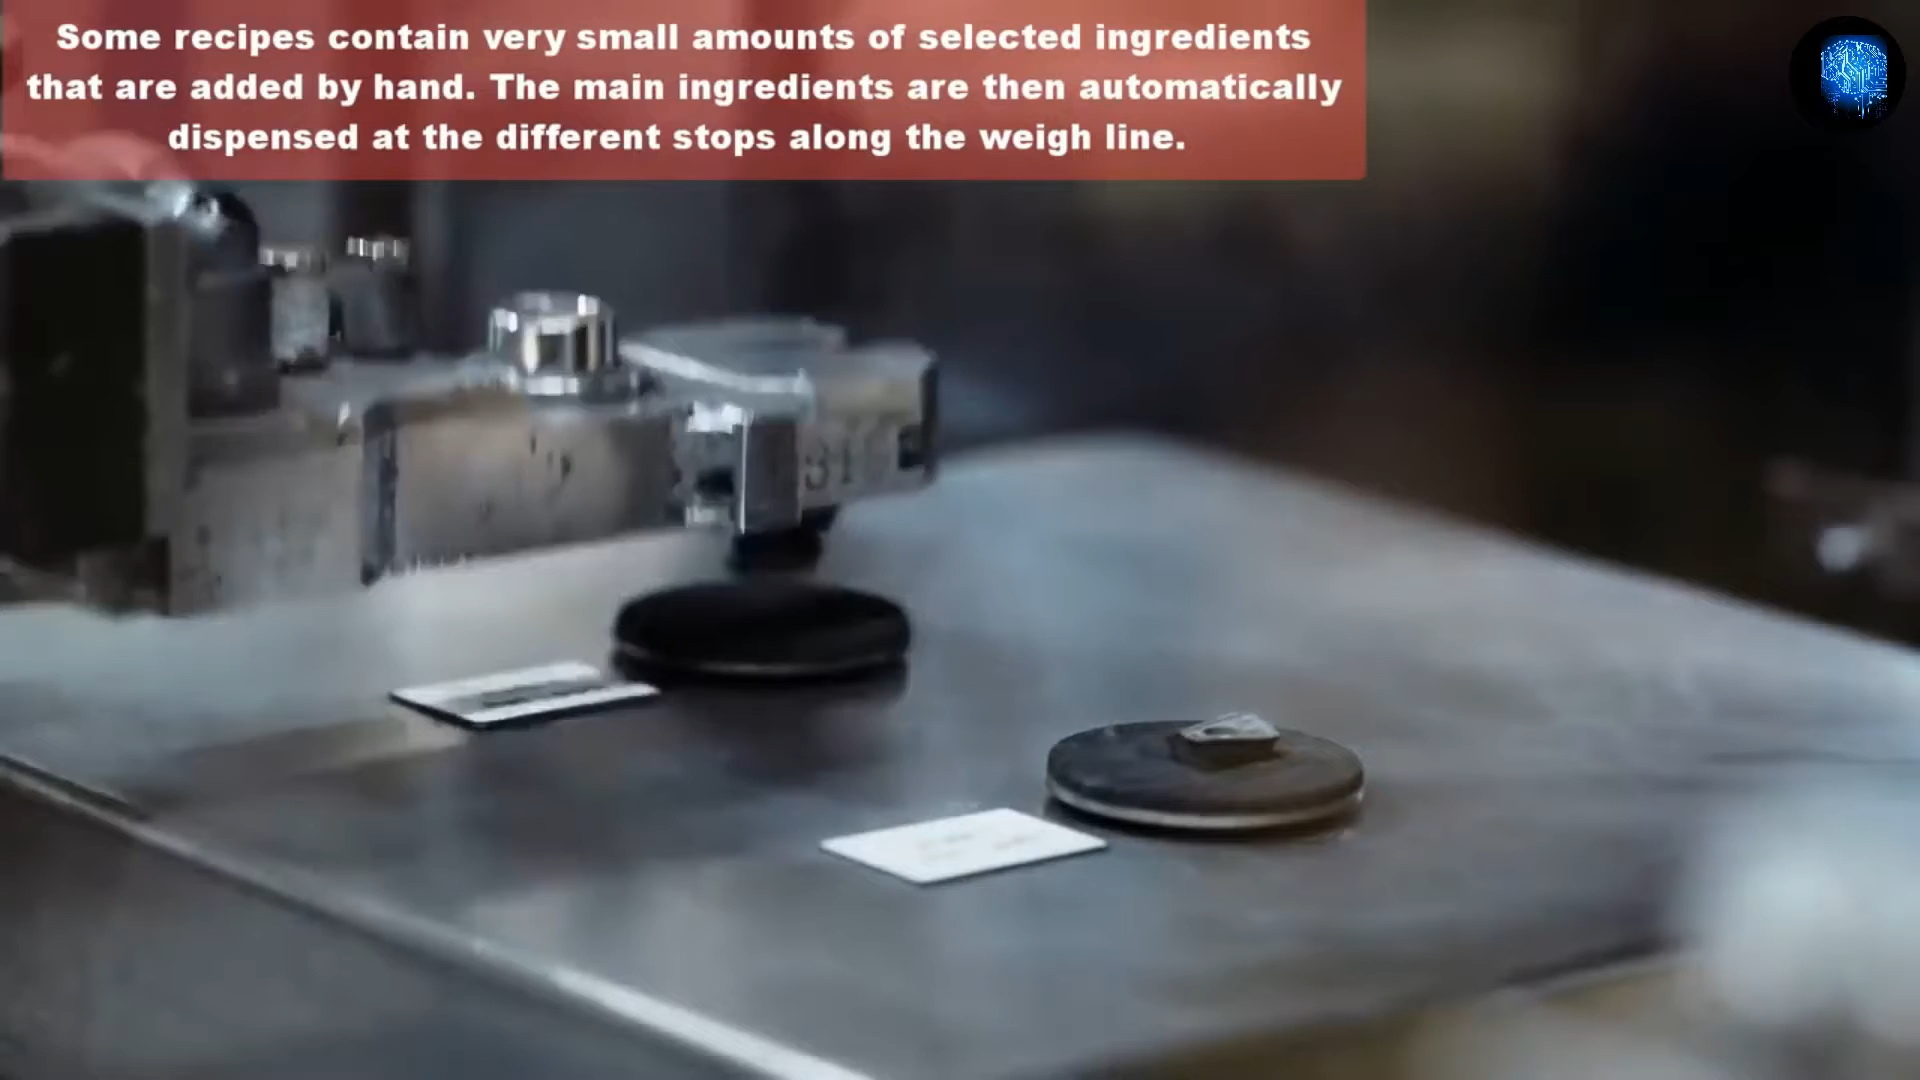 Some recipes contain very small amounts of selected ingredients
that are added by hand. The main ingredients are then automatically
dispensed at the different stops along the weigh line.